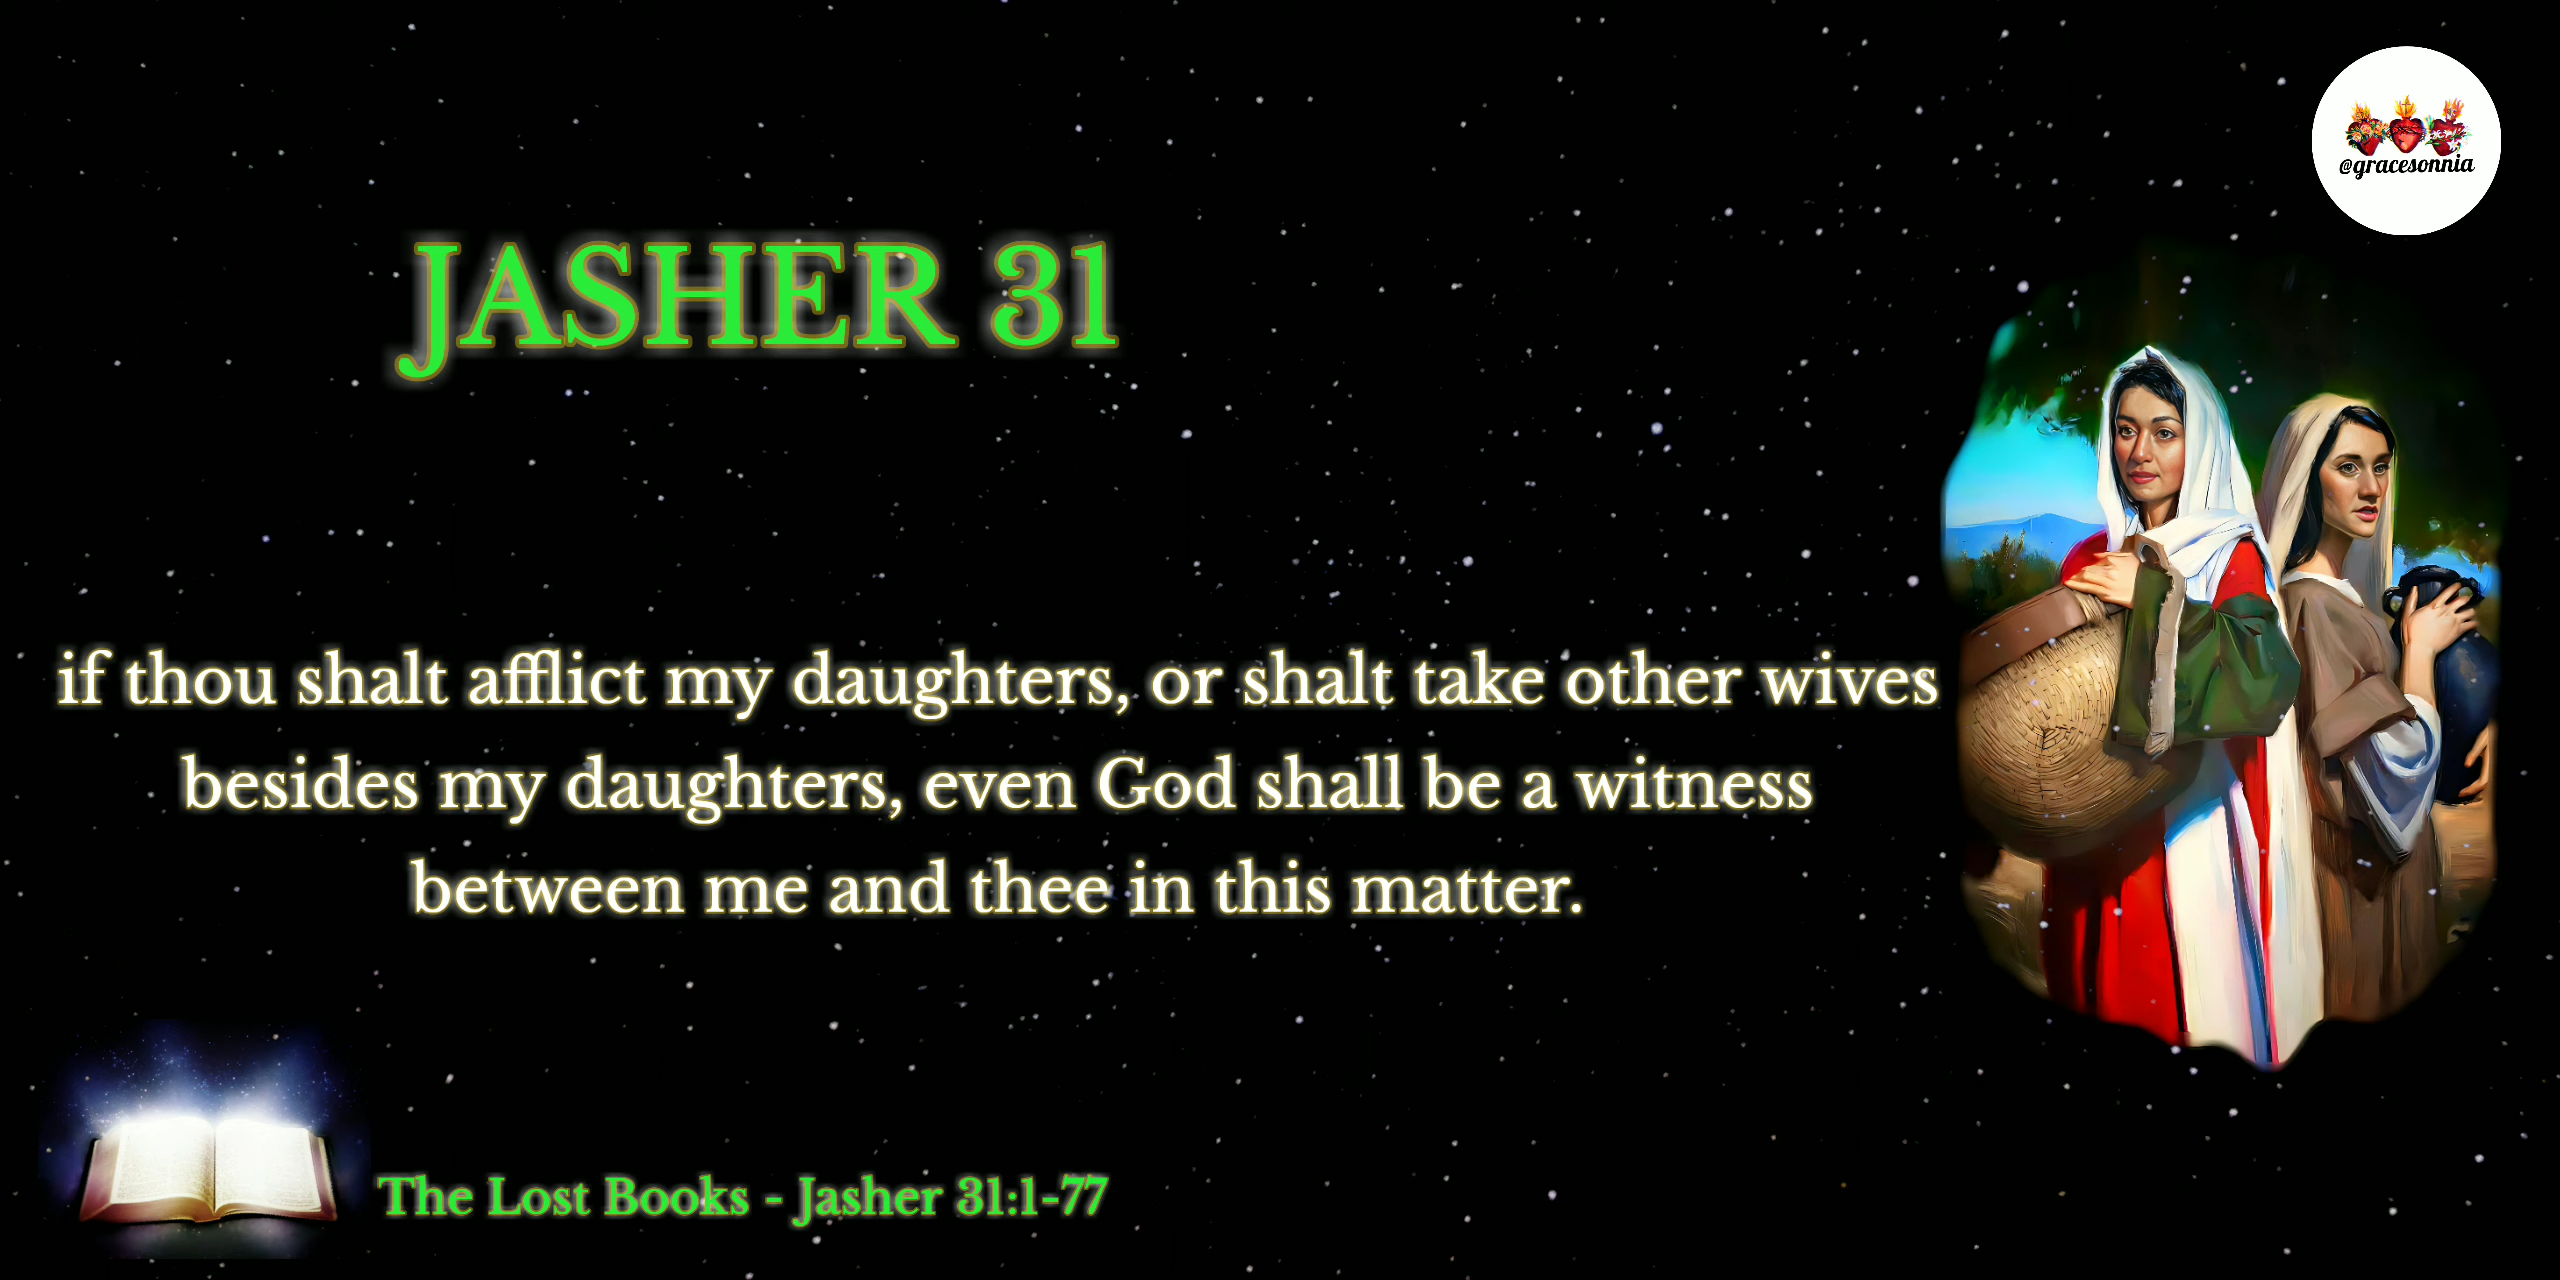 @gracesonnia
JASHER 31
if thou shalt afflict my daughters, or shalt take other wives
besides my daughters, even God shall be a witness
between me and thee in this matter.
The Lost Books - Jasher 31:1-77